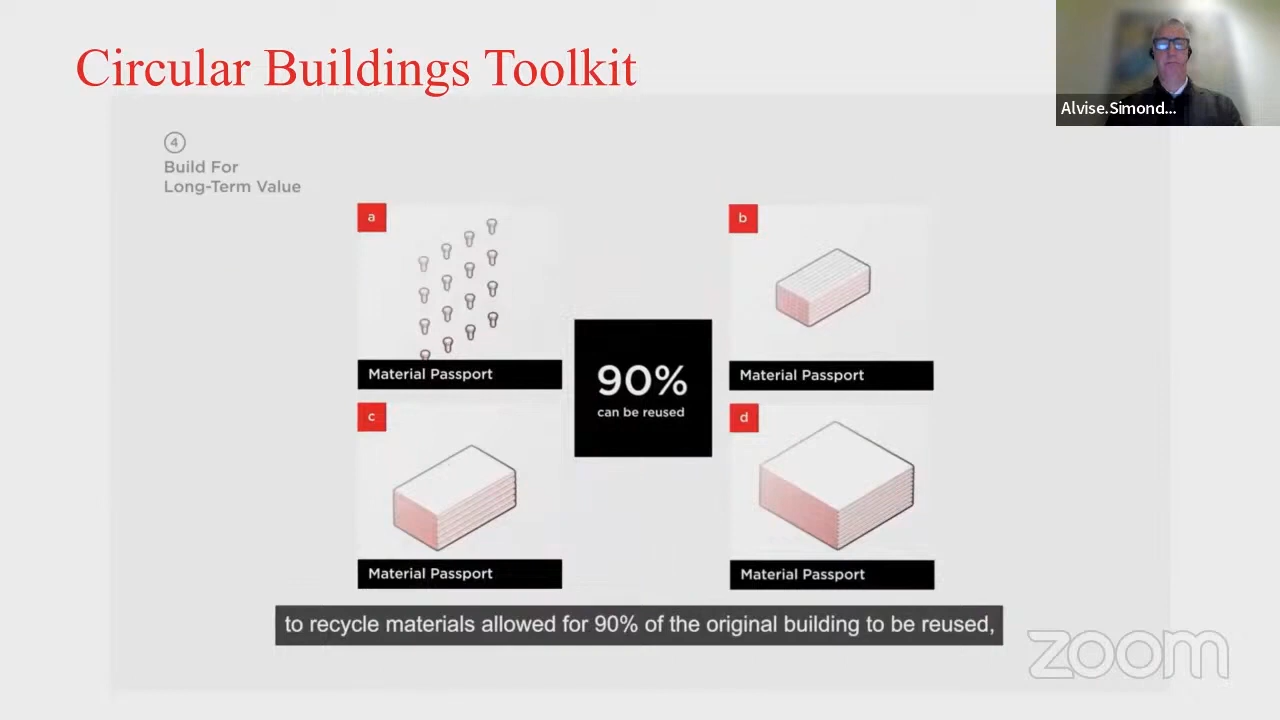 Circular Buildings Toolkit
Alvise.Simond...
4
Build For
Long-Term Value
a
b
Material Passport
Material Passport
90%
can be reused
c
d
Material Passport
Material Passport
to recycle materials allowed for 90% of the original building to be reused,
zoom